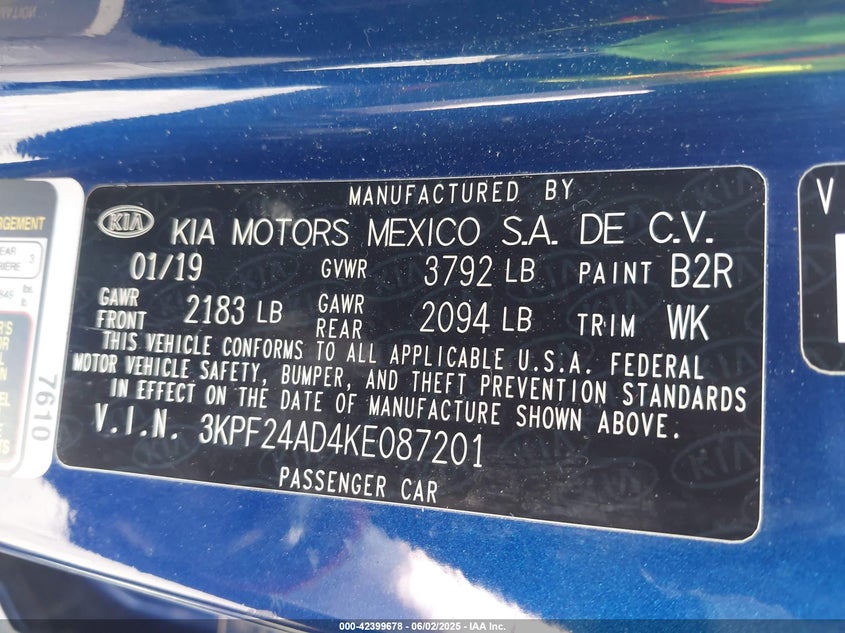 MANUFACTURED BY
KIA KIA MOTORS MEXICO S.A. DE C.V.
01/19 GVWR 3792 LB PAINT B2R
GAWR FRONT 2183 LB GAWR REAR 2094 LB TRIM WK
THIS VEHICLE CONFORMS TO ALL APPLICABLE U.S.A. FEDERAL
MOTOR VEHICLE SAFETY, BUMPER, AND THEFT PREVENTION STANDARDS
IN EFFECT ON THE DATE OF MANUFACTURE SHOWN ABOVE.
V.I.N. 3KPF24AD4KE087201
PASSENGER CAR
7610
V
000-42399678 - 06/02/2025 - IAA Inc.